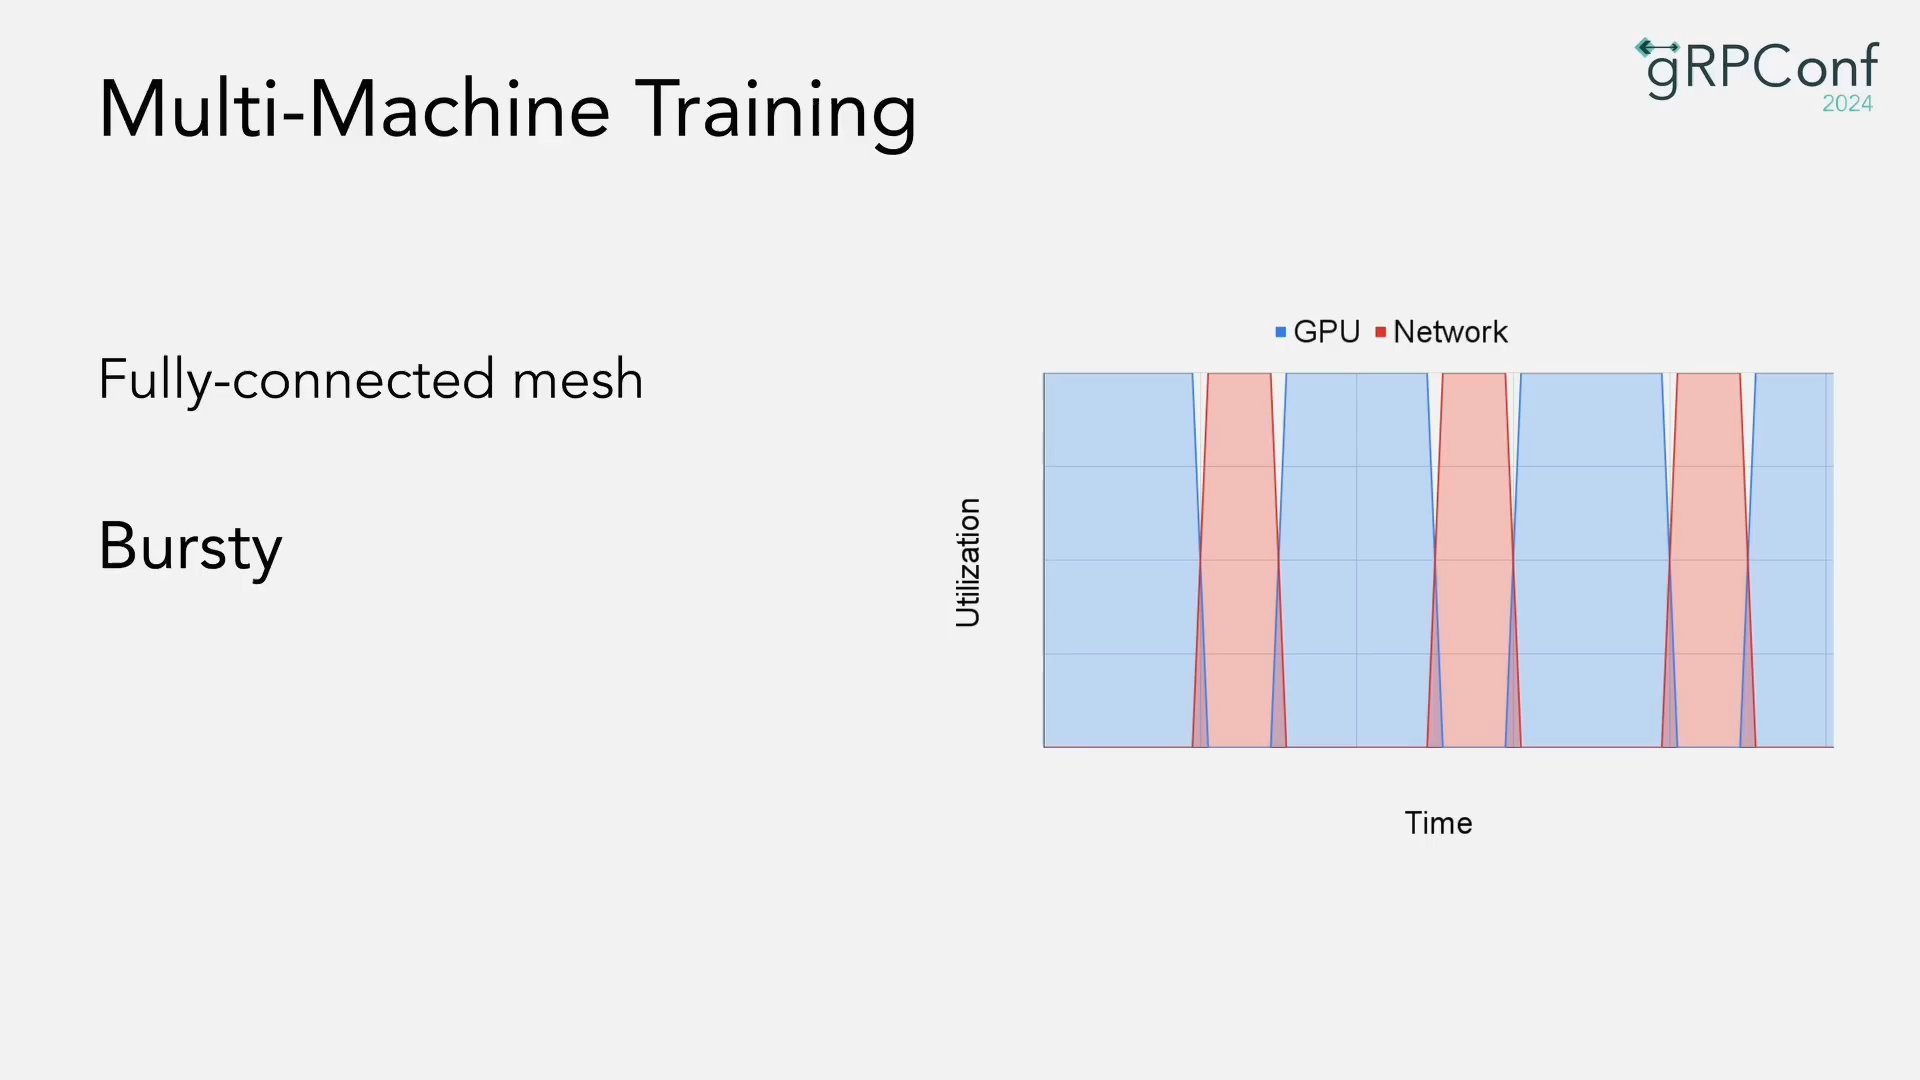 Multi-Machine Training
gRPConf
2024
Fully-connected mesh
Bursty
GPU Network
Utilization
Time